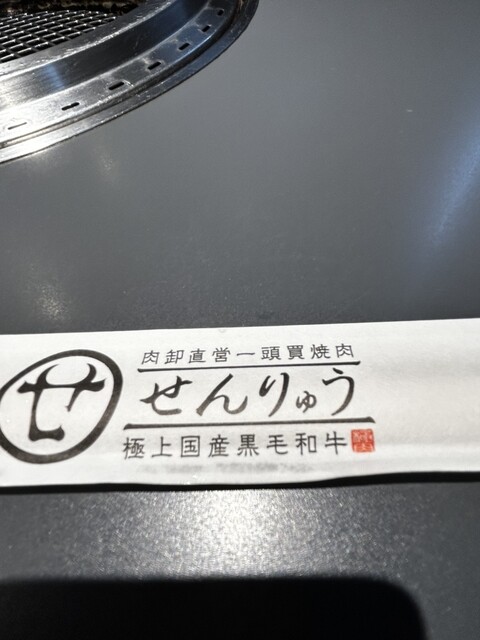 せ
肉卸直営一頭買焼肉
せんりゅう
極上国産黒毛和牛